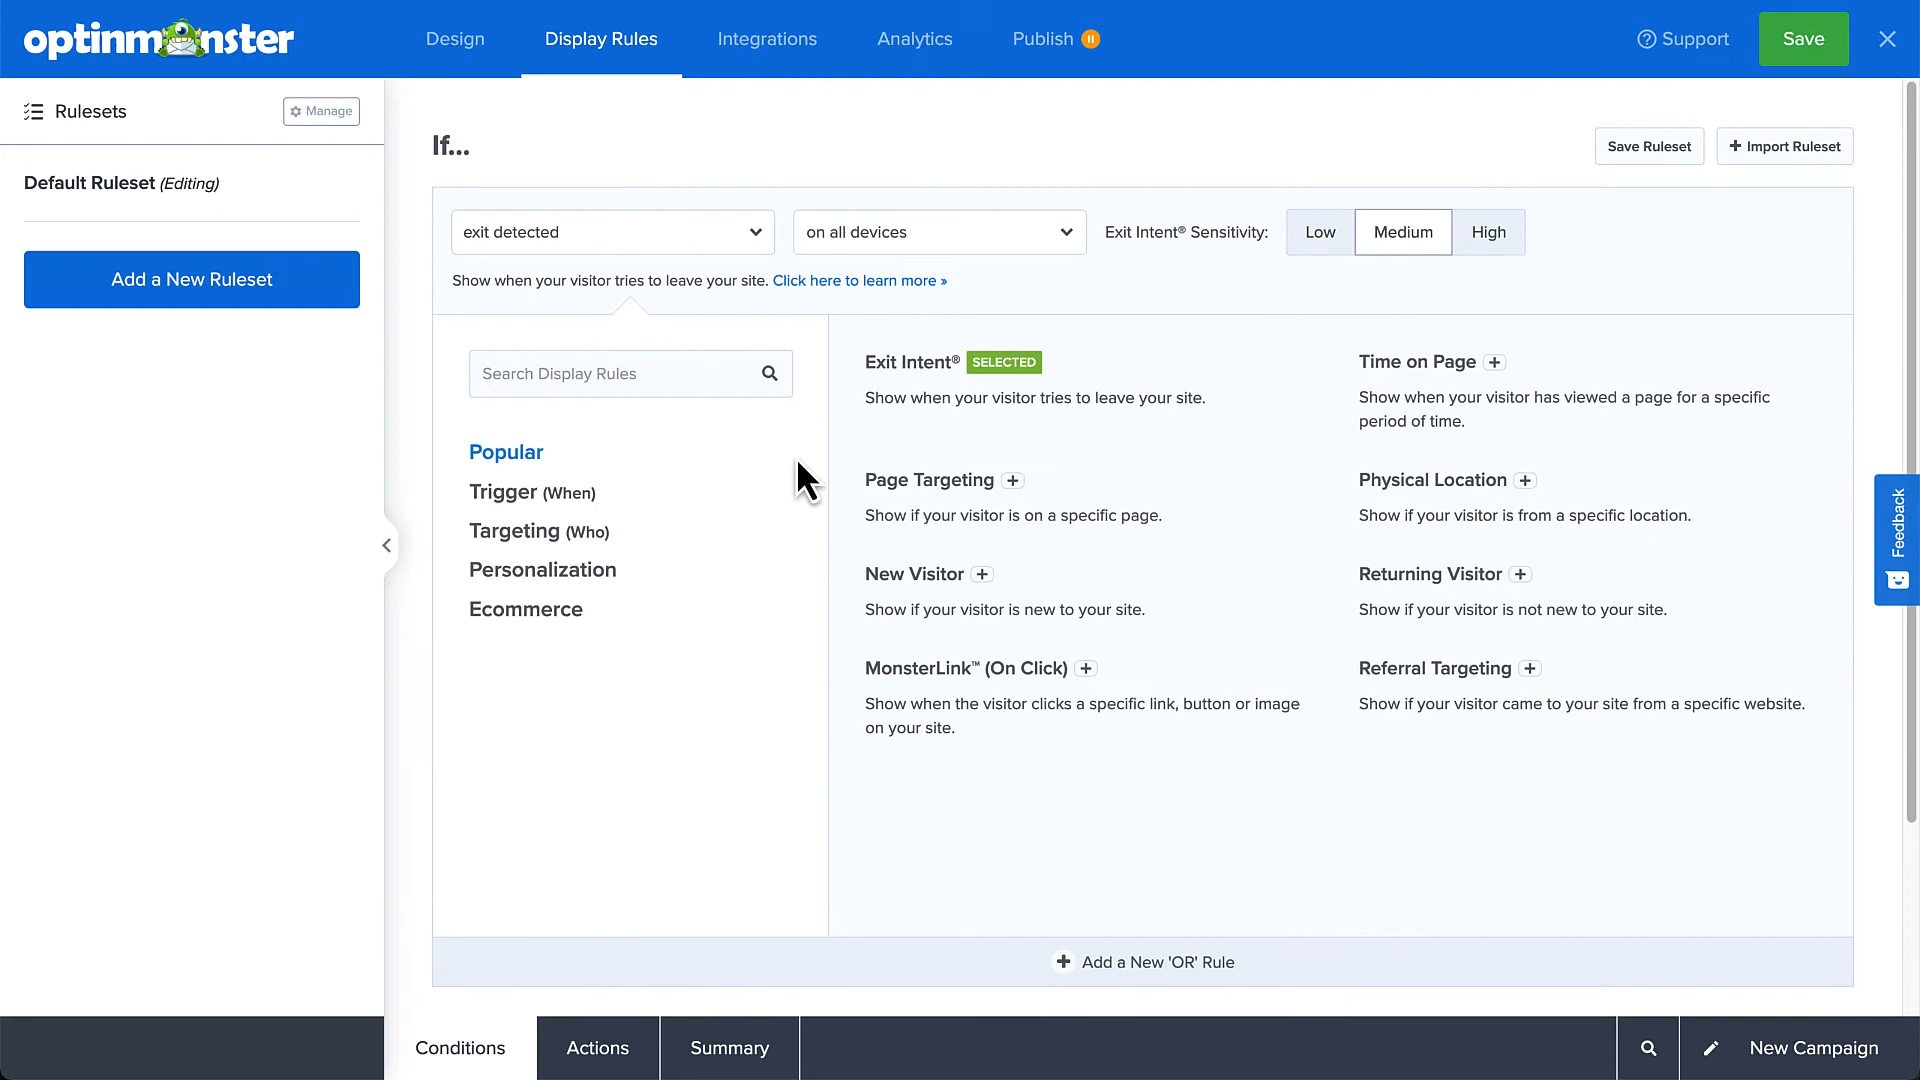 optinmonster
Design
Display Rules
Integrations
Analytics
Publish
Support
Save
Rulesets
Manage
Default Ruleset (Editing)
Add a New Ruleset
If...
Save Ruleset
Import Ruleset
exit detected
on all devices
Exit Intent® Sensitivity:
Low
Medium
High
Show when your visitor tries to leave your site. Click here to learn more »
Search Display Rules
Popular
Trigger (When)
Targeting (Who)
Personalization
Ecommerce
Exit Intent® SELECTED
Show when your visitor tries to leave your site.
Time on Page
Show when your visitor has viewed a page for a specific
period of time.
Page Targeting
Show if your visitor is on a specific page.
Physical Location
Show if your visitor is from a specific location.
New Visitor
Show if your visitor is new to your site.
Returning Visitor
Show if your visitor is not new to your site.
MonsterLink™ (On Click)
Show when the visitor clicks a specific link, button or image
on your site.
Referral Targeting
Show if your visitor came to your site from a specific website.
Add a New 'OR' Rule
Feedback
Conditions
Actions
Summary
New Campaign